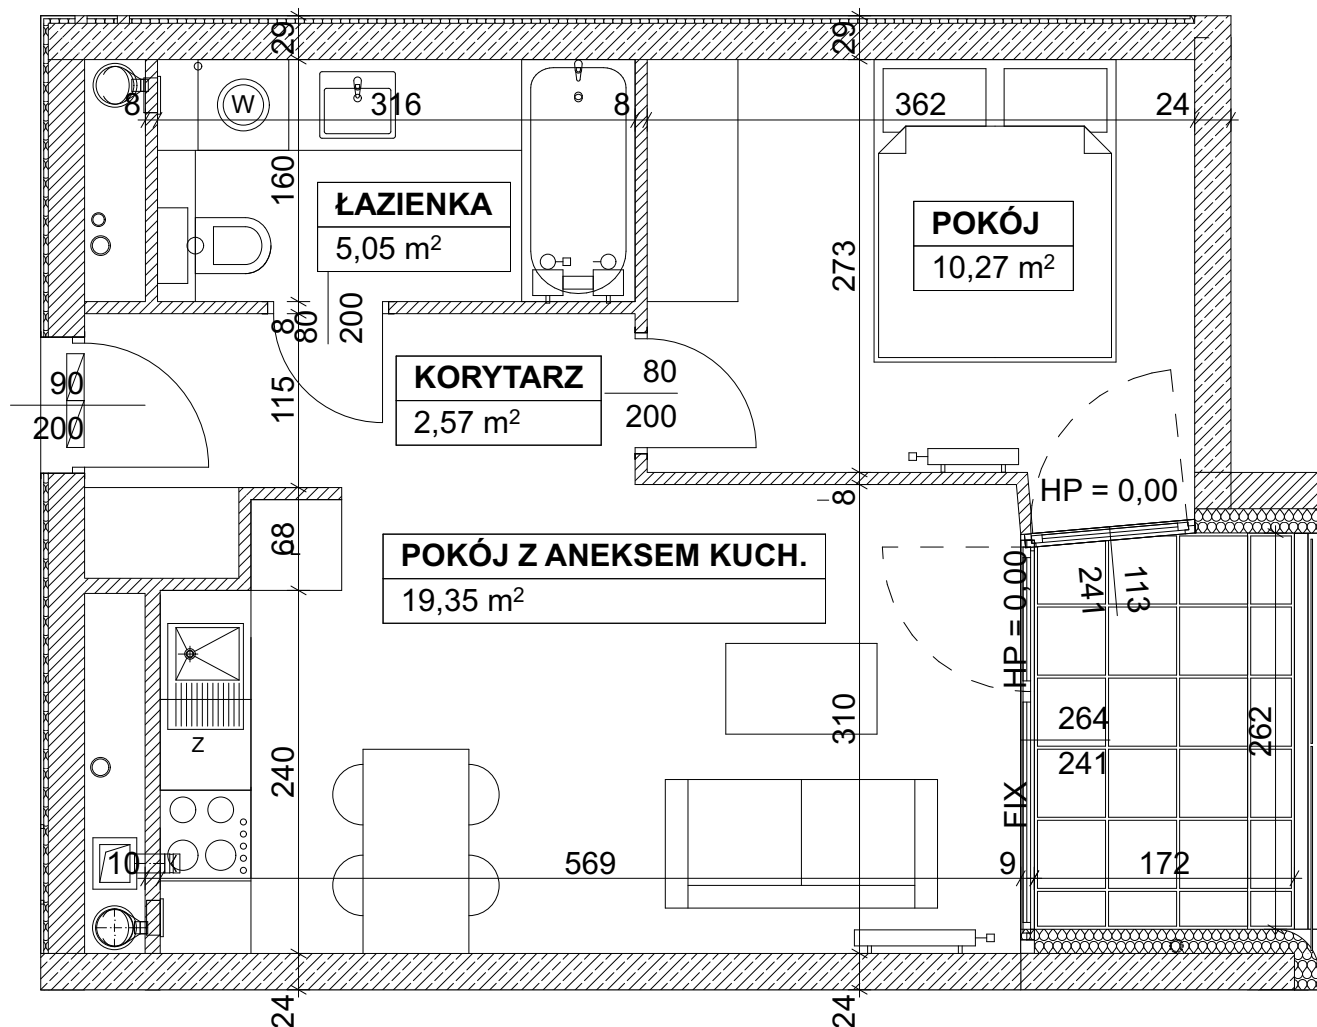 29
29
8
W
316
8
362
24
160
ŁAZIENKA
5,05 m²
POKÓJ
10,27 m²
273
8
80
200
90
200
115
KORYTARZ
2,57 m²
80
200
HP = 0,00
8
68
POKÓJ Z ANEKSEM KUCH.
19,35 m²
HP = 0,00
113
241
Z
240
310
264
241
262
FIX
10
569
9
172
24
24